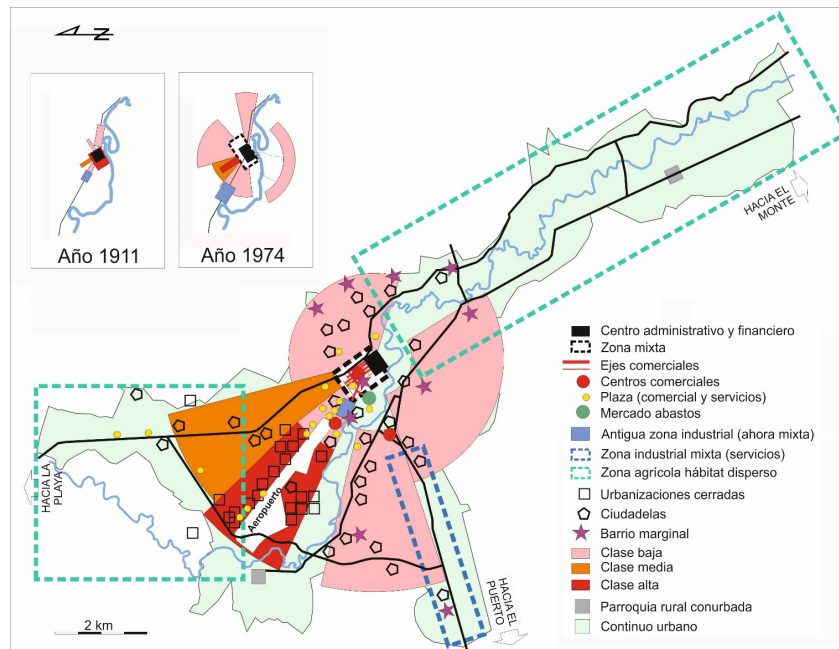 N
Año 1911
Año 1974
HACIA EL
MONTE
Centro administrativo y financiero
Zona mixta
Ejes comerciales
Centros comerciales
Plaza (comercial y servicios)
Mercado abastos
Antigua zona industrial (ahora mixta)
Zona industrial mixta (servicios)
Zona agrícola hábitat disperso
Urbanizaciones cerradas
Ciudadelas
Barrio marginal
Clase baja
Clase media
Clase alta
Parroquia rural conurbada
Continuo urbano
HACIA LA
PLAYA
Aeropuerto
HACIA EL
PUERTO
2 km